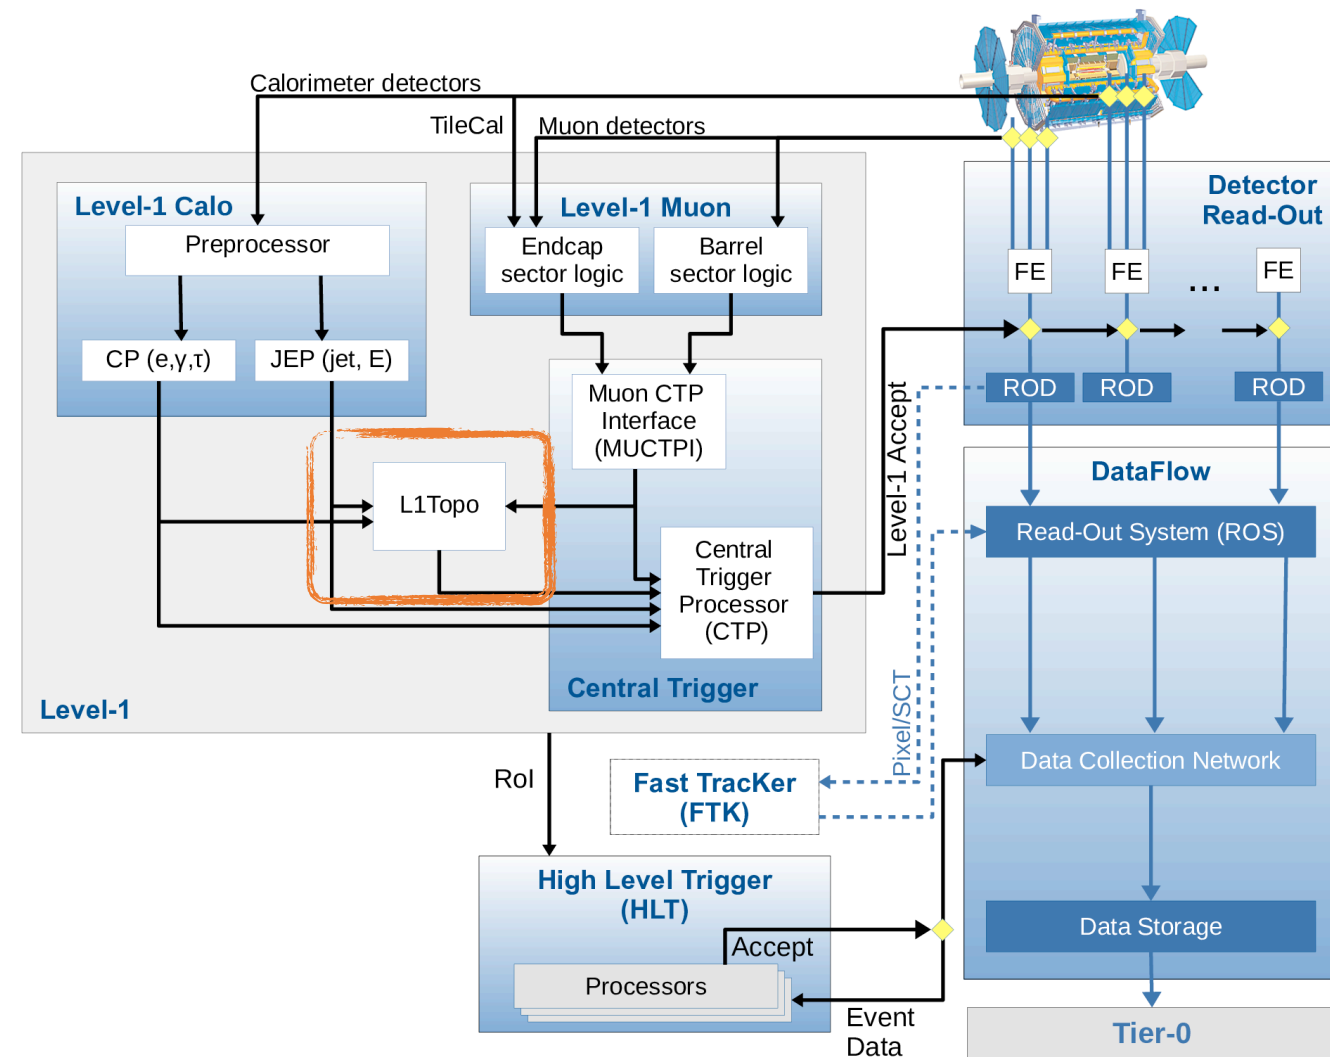 Calorimeter detectors
TileCal
Muon detectors
Level-1 Calo
Preprocessor
CP (e,γ,τ)
JEP (jet, E)
Level-1 Muon
Endcap
sector logic
Barrel
sector logic
Muon CTP
Interface
(MUCTPI)
L1Topo
Central
Trigger
Processor
(CTP)
Central Trigger
Level-1
Level-1 Accept
Detector
Read-Out
FE
FE
...
FE
ROD
ROD
ROD
DataFlow
Read-Out System (ROS)
Pixel/SCT
Data Collection Network
RoI
Fast TracKer
(FTK)
High Level Trigger
(HLT)
Accept
Processors
Event
Data
Data Storage
Tier-0